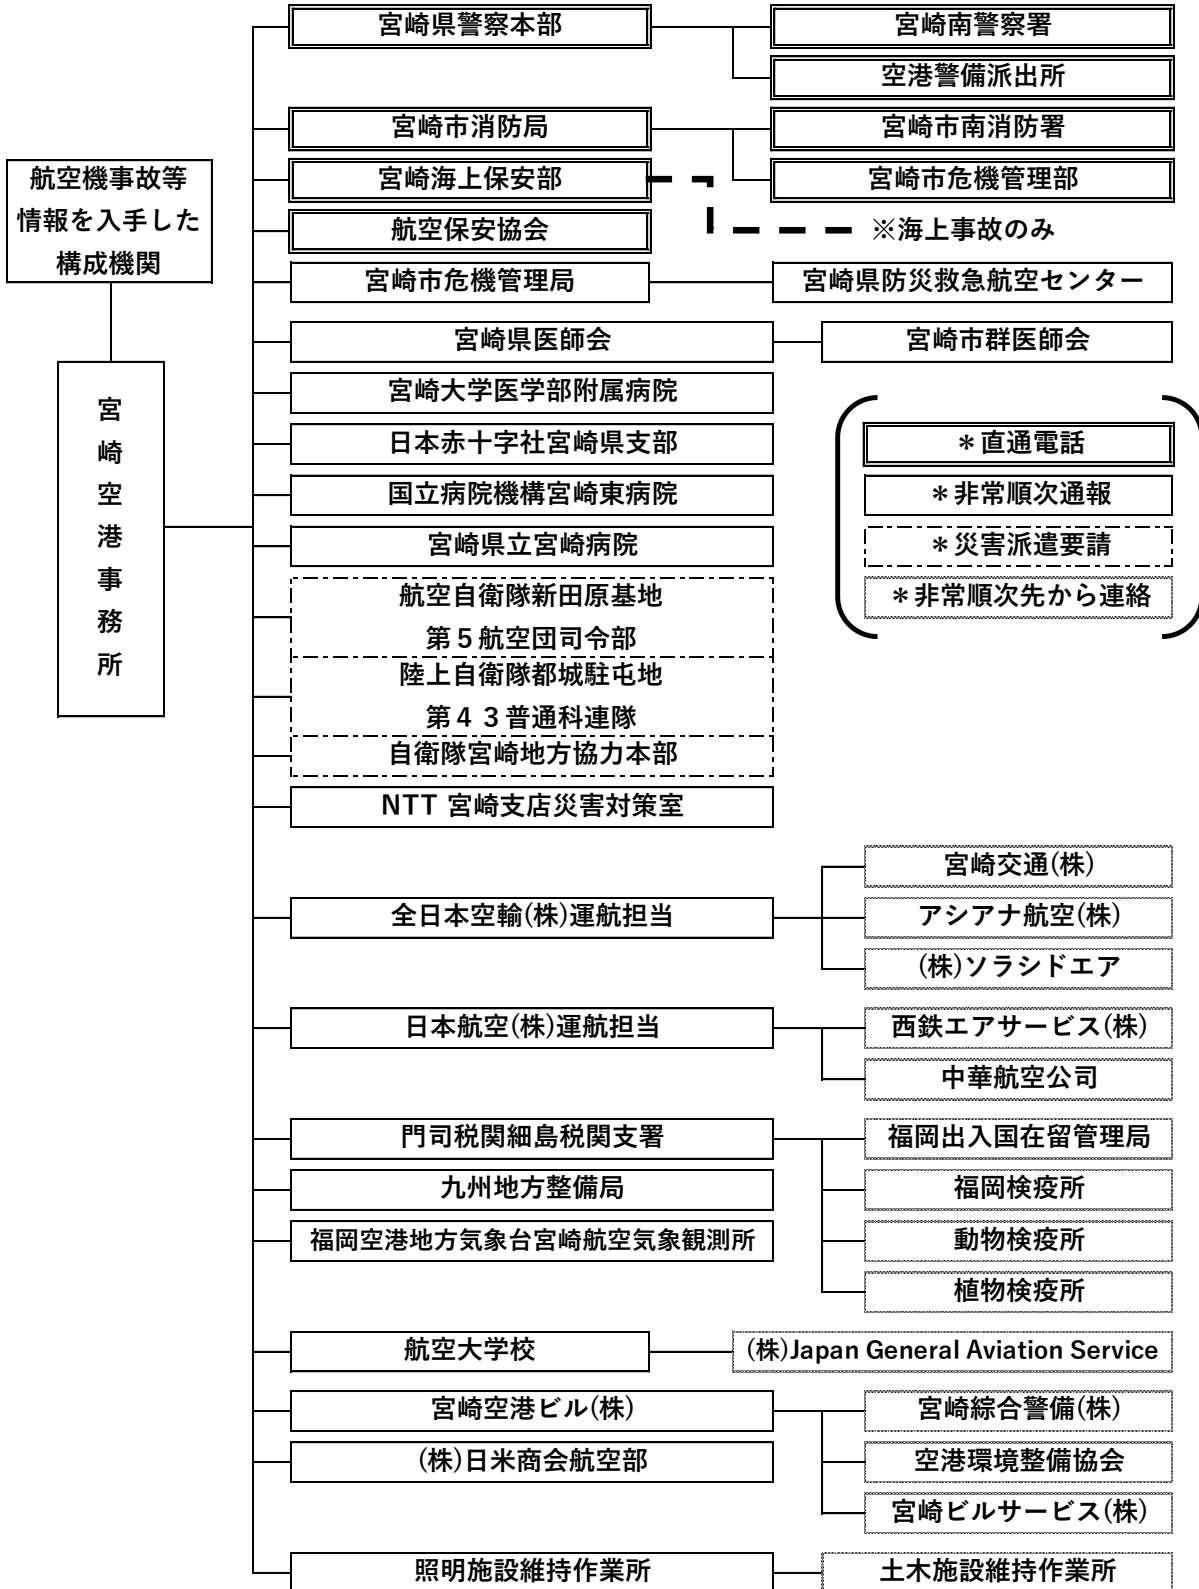 宮崎県警察本部
宮崎南警察署
空港警備派出所
宮崎市消防局
宮崎市南消防署
航空機事故等
情報を入手した
構成機関
宮崎海上保安部
宮崎市危機管理部
航空保安協会
※海上事故のみ
宮崎市危機管理局
宮崎県防災救急航空センター
宮崎県医師会
宮崎市群医師会
宮崎空港事務所
宮崎大学医学部附属病院
日本赤十字社宮崎県支部
国立病院機構宮崎東病院
宮崎県立宮崎病院
＊直通電話
＊非常順次通報
＊災害派遣要請
＊非常順次先から連絡
航空自衛隊新田原基地
第５航空団司令部
陸上自衛隊都城駐屯地
第４３普通科連隊
自衛隊宮崎地方協力本部
NTT 宮崎支店災害対策室
全日本空輸(株)運航担当
宮崎交通(株)
アシアナ航空(株)
(株)ソラシドエア
日本航空(株)運航担当
西鉄エアサービス(株)
中華航空公司
門司税関細島税関支署
福岡出入国在留管理局
九州地方整備局
福岡検疫所
福岡空港地方気象台宮崎航空気象観測所
動物検疫所
植物検疫所
航空大学校
(株)Japan General Aviation Service
宮崎空港ビル(株)
宮崎綜合警備(株)
(株)日米商会航空部
空港環境整備協会
宮崎ビルサービス(株)
照明施設維持作業所
土木施設維持作業所